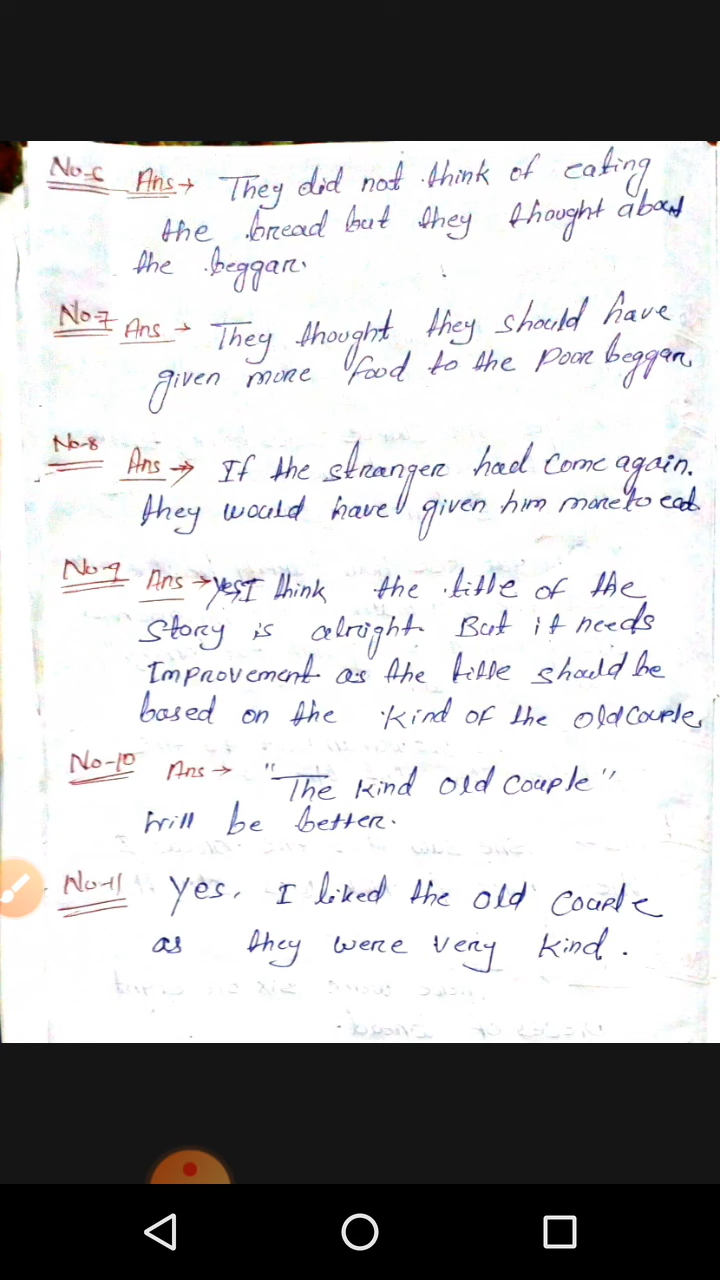 No-6 Ans→ They did not think of eating
the bread but they thought about
the beggar.
No-7 Ans → They thought they should have
given more food to the Poor beggar
No-8 Ans → If the stranger had come again.
they would have given him more to eat
No-9 Ans → yes I think the title of the
Story is alright. But it needs
Improvement as the title should be
based on the kind of the old couple,
No-10 Ans → "The kind old couple"
will be better.
No-11 Yes, I liked the old couple
as they were very kind.